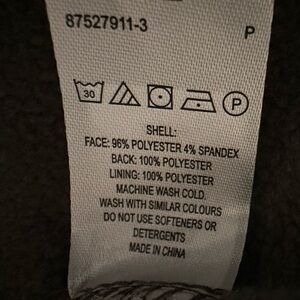 87527911-3 P
30 P
SHELL:
FACE: 96% POLYESTER 4% SPANDEX
BACK: 100% POLYESTER
LINING: 100% POLYESTER
MACHINE WASH COLD,
WASH WITH SIMILAR COLOURS
DO NOT USE SOFTENERS OR
DETERGENTS
MADE IN CHINA